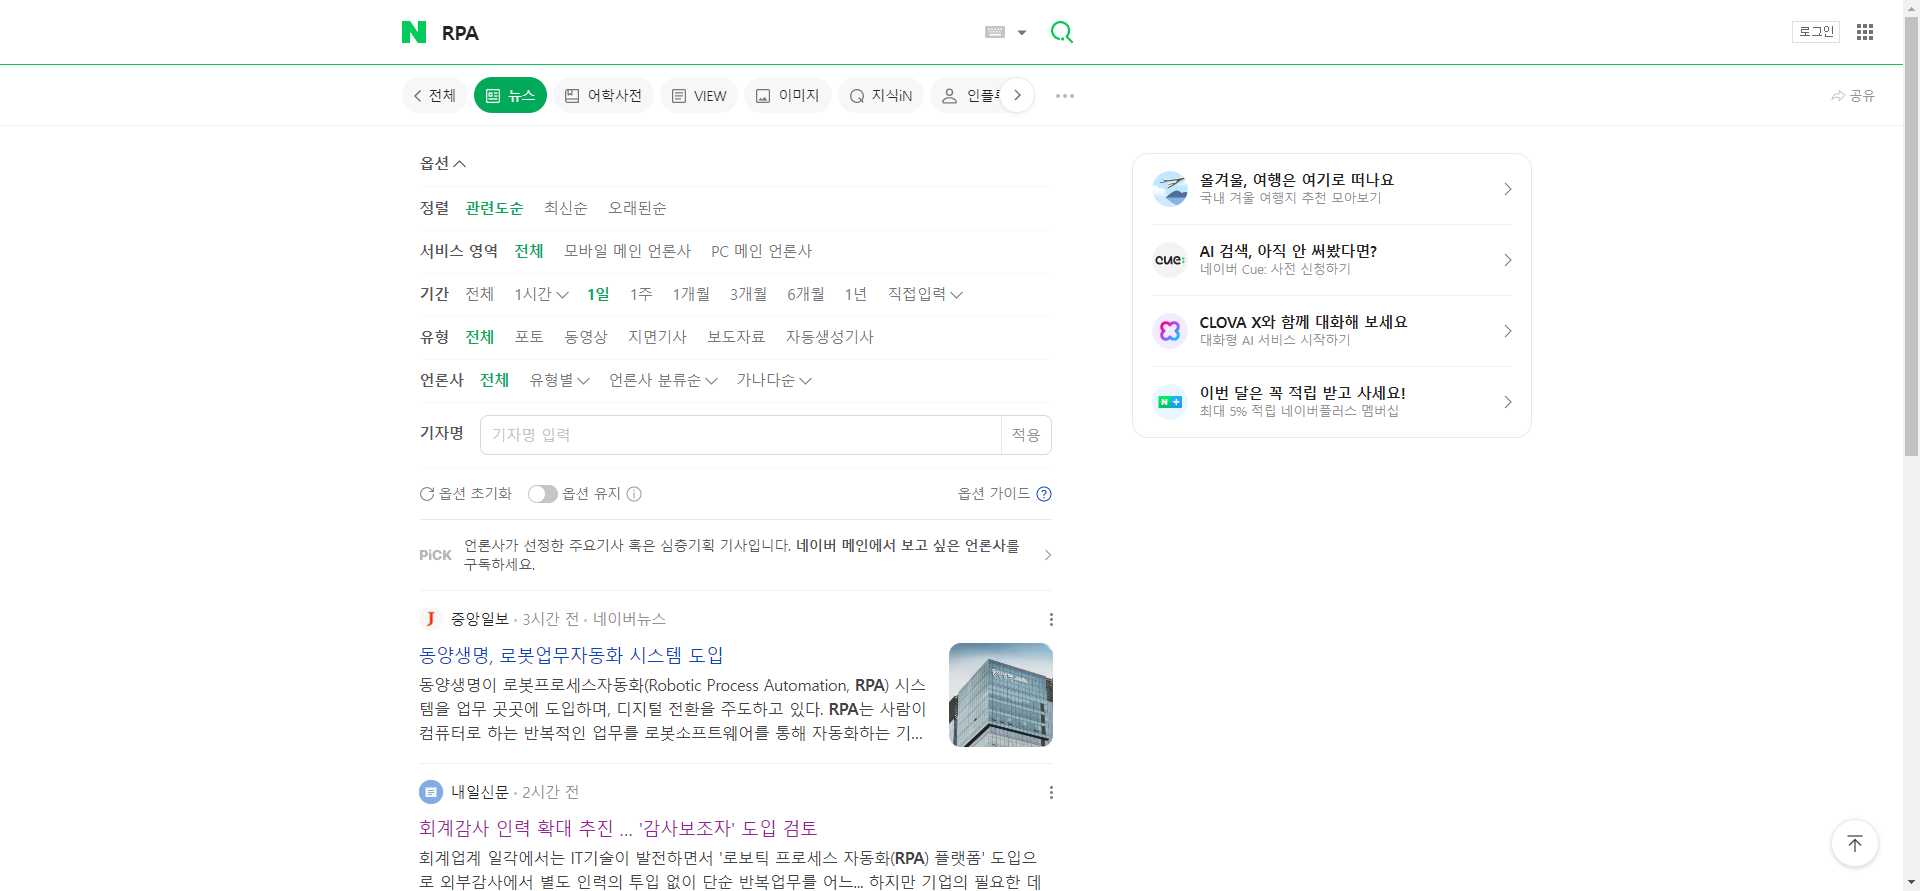 RPA
로그인
전체 뉴스 어학사전 VIEW 이미지 지식iN 인플루
공유
옵션
정렬 관련도순 최신순 오래된순
서비스 영역 전체 모바일 메인 언론사 PC 메인 언론사
기간 전체 1시간 1일 1주 1개월 3개월 6개월 1년 직접입력
유형 전체 포토 동영상 지면기사 보도자료 자동생성기사
언론사 전체 유형별 언론사 분류순 가나다순
기자명 기자명 입력 적용
옵션 초기화 옵션 유지 옵션 가이드 ?
PiCK
언론사가 선정한 주요기사 혹은 심층기획 기사입니다. 네이버 메인에서 보고 싶은 언론사를
구독하세요.
J 중앙일보 · 3시간 전 · 네이버뉴스
동양생명, 로봇업무자동화 시스템 도입
동양생명이 로봇프로세스자동화(Robotic Process Automation, RPA) 시스
템을 업무 곳곳에 도입하며, 디지털 전환을 주도하고 있다. RPA는 사람이
컴퓨터로 하는 반복적인 업무를 로봇소프트웨어를 통해 자동화하는 기...
내일신문 · 2시간 전
회계감사 인력 확대 추진 ... '감사보조자' 도입 검토
회계업계 일각에서는 IT기술이 발전하면서 '로보틱 프로세스 자동화(RPA) 플랫폼' 도입으
로 외부감사에서 별도 인력의 투입 없이 단순 반복업무를 어느... 하지만 기업의 필요한 데
올겨울, 여행은 여기로 떠나요
국내 겨울 여행지 추천 모아보기
cue:
AI 검색, 아직 안 써봤다면?
네이버 Cue: 사전 신청하기
CLOVA X와 함께 대화해 보세요
대화형 AI 서비스 시작하기
N +
이번 달은 꼭 적립 받고 사세요!
최대 5% 적립 네이버플러스 멤버십